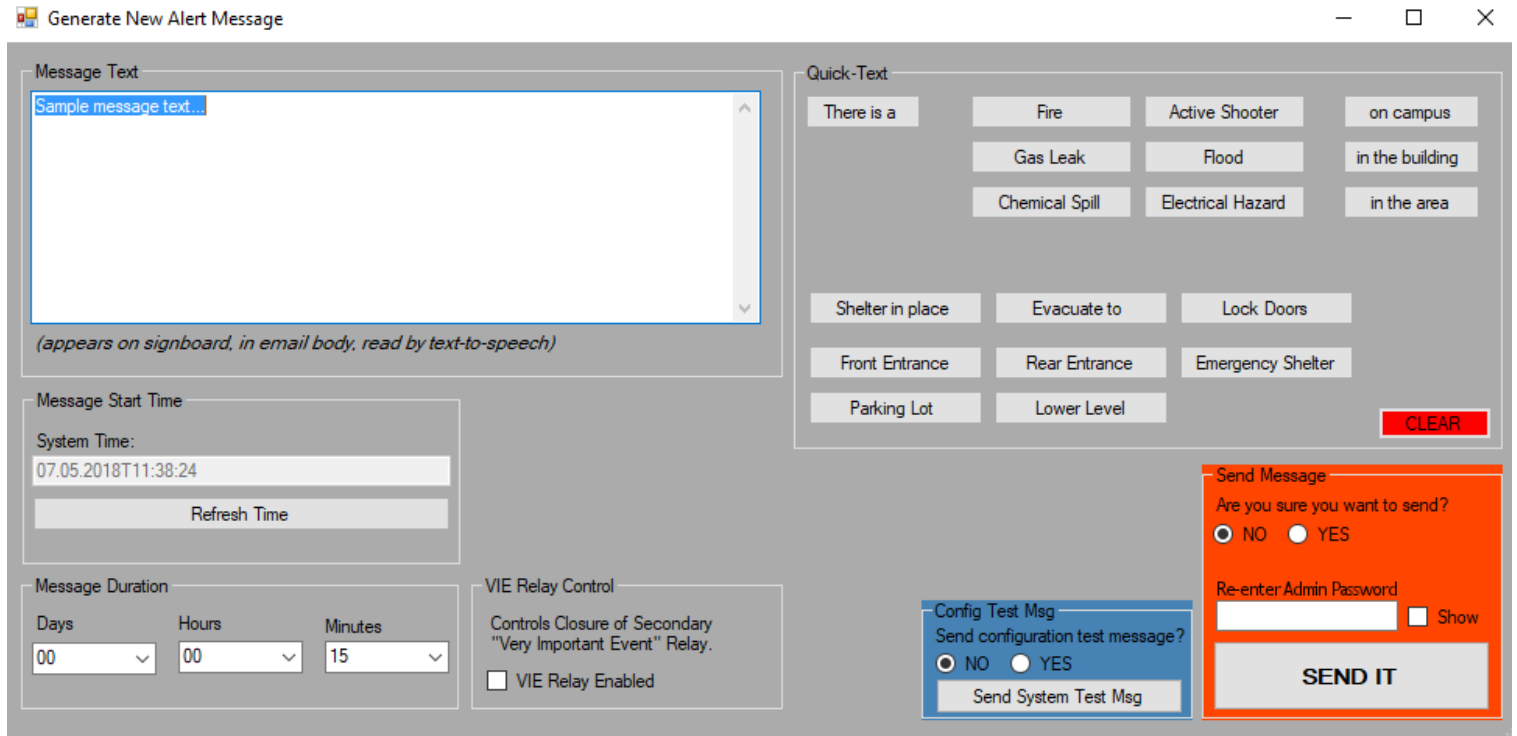 Generate New Alert Message
Message Text
Sample message text...
(appears on signboard, in email body, read by text-to-speech)
Quick-Text
There is a Fire Active Shooter on campus
Gas Leak Flood in the building
Chemical Spill Electrical Hazard in the area
Shelter in place Evacuate to Lock Doors
Front Entrance Rear Entrance Emergency Shelter
Parking Lot Lower Level
CLEAR
Message Start Time
System Time:
07.05.2018T11:38:24
Refresh Time
Message Duration
Days Hours Minutes
00 00 15
VIE Relay Control
Controls Closure of Secondary
"Very Important Event" Relay.
VIE Relay Enabled
Config Test Msg
Send configuration test message?
NO YES
Send System Test Msg
Send Message
Are you sure you want to send?
NO YES
Re-enter Admin Password
Show
SEND IT